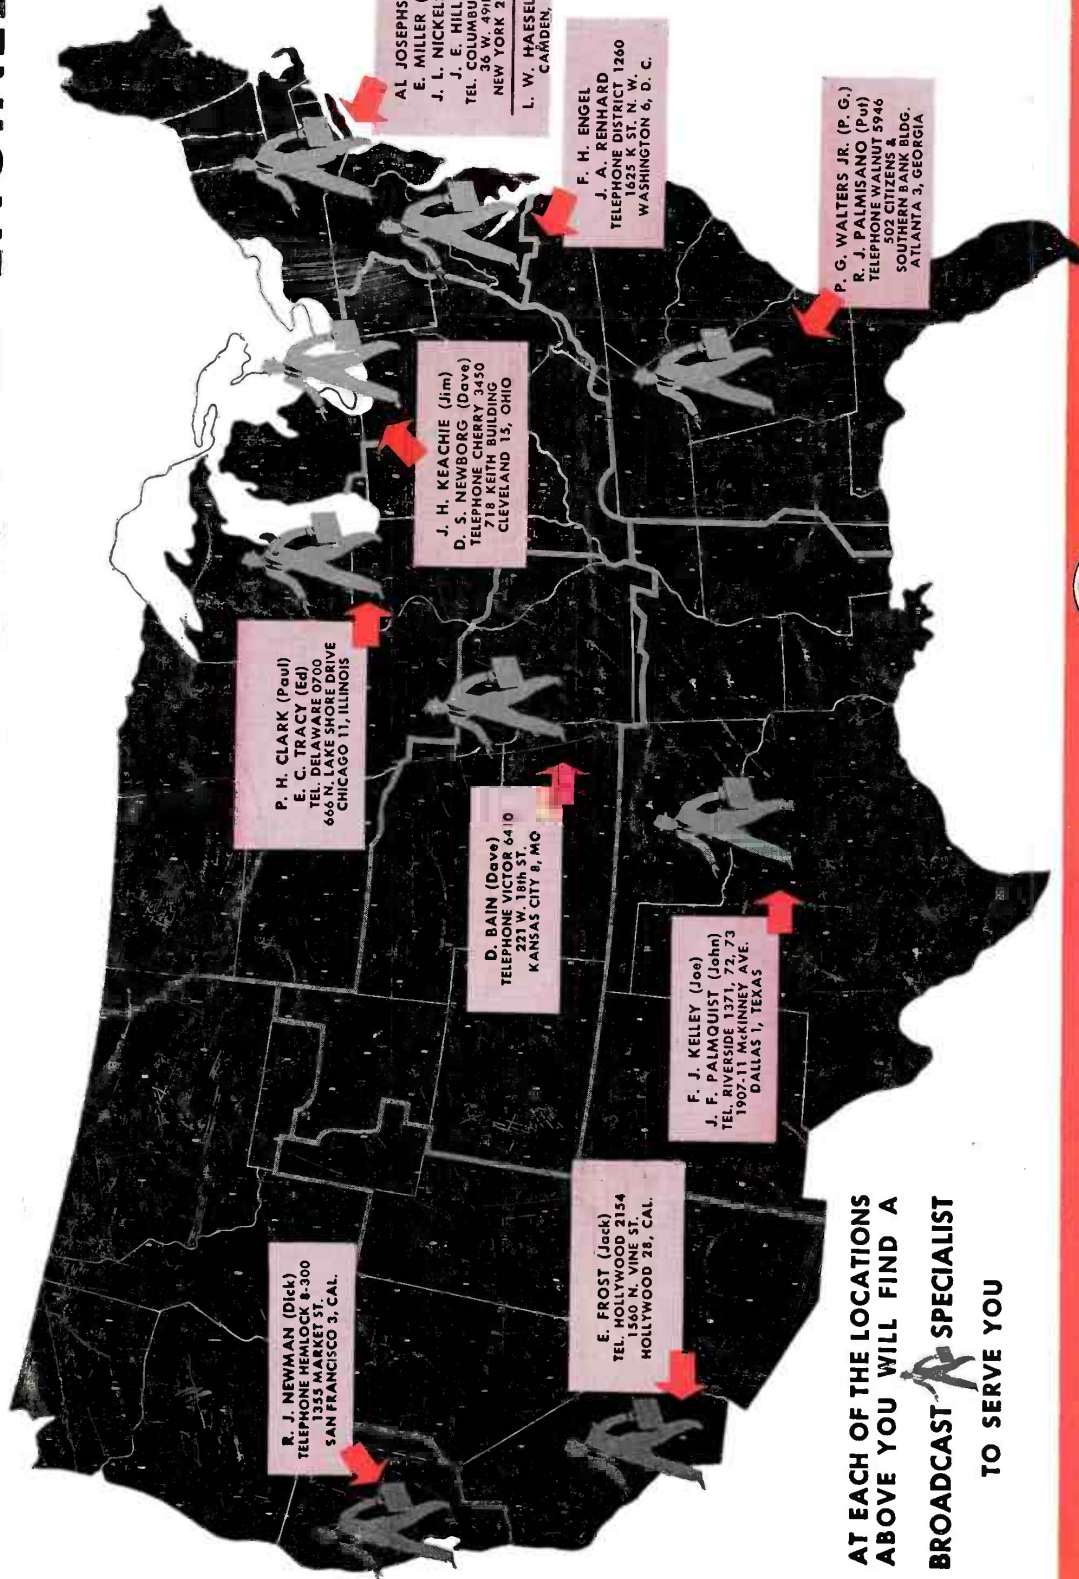 AL JOSEPHS
E. MILLER (
J. L. NICKEL
J. E. HILL
TEL. COLUMBU
36 W. 49th
NEW YORK 2
L. W. HAESEL
CAMDEN,
F. H. ENGEL
J. A. RENHARD
TELEPHONE DISTRICT 1260
1625 K ST. N. W.
WASHINGTON 6, D. C.
P. G. WALTERS JR. (P. G.)
R. J. PALMISANO (Put)
TELEPHONE WALNUT 5946
502 CITIZENS &
SOUTHERN BANK BLDG.
ATLANTA 3, GEORGIA
J. H. KEACHIE (Jim)
D. S. NEWBORG (Dave)
TELEPHONE CHERRY 3450
718 KEITH BUILDING
CLEVELAND 15, OHIO
P. H. CLARK (Paul)
E. C. TRACY (Ed)
TEL. DELAWARE 0700
666 N. LAKE SHORE DRIVE
CHICAGO 11, ILLINOIS
D. BAIN (Dave)
TELEPHONE VICTOR 6410
221 W. 18th ST.
KANSAS CITY 8, MO
F. J. KELLEY (Joe)
J. F. PALMQUIST (John)
TEL. RIVERSIDE 1371, 72, 73
1907-11 McKINNEY AVE.
DALLAS 1, TEXAS
R. J. NEWMAN (Dick)
TELEPHONE HEMLOCK 8-300
1355 MARKET ST.
SAN FRANCISCO 3, CAL.
E. FROST (Jack)
TEL. HOLLYWOOD 2154
1560 N. VINE ST.
HOLLYWOOD 28, CAL.
AT EACH OF THE LOCATIONS
ABOVE YOU WILL FIND A
BROADCAST SPECIALIST
TO SERVE YOU